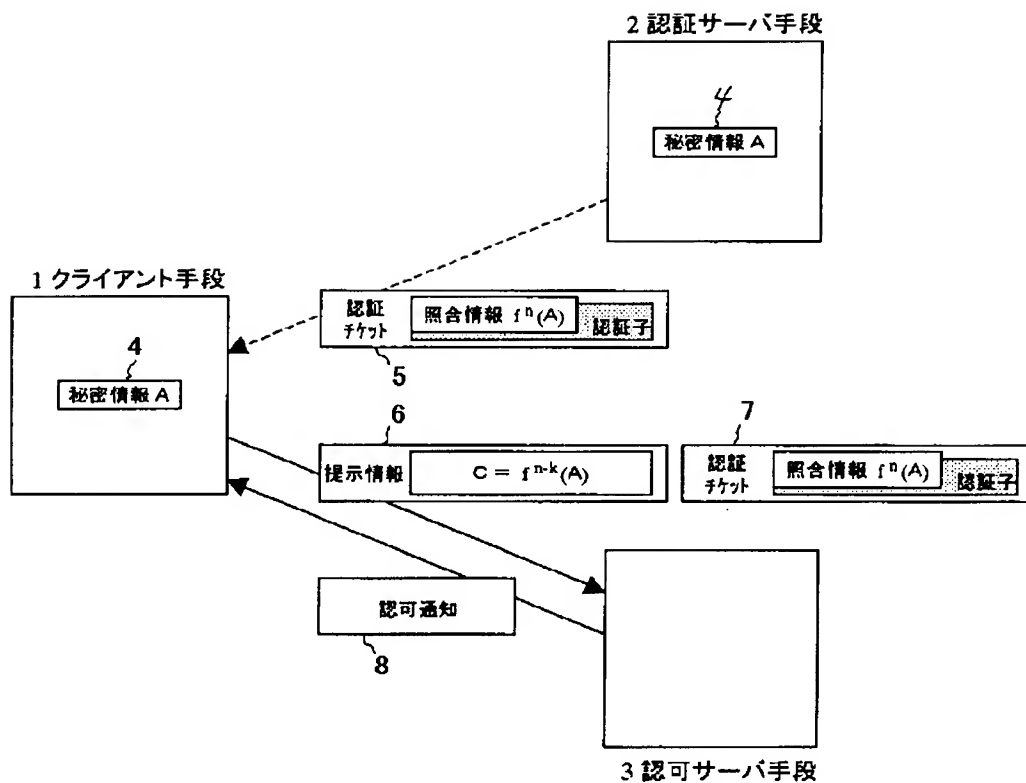 2 認証サーバ手段
4
秘密情報 A
1 クライアント手段
4
秘密情報 A
認証
チケット
照合情報 fⁿ(A)
認証子
5
6
提示情報
C = fⁿ⁻ᵏ(A)
7
認証
チケット
照合情報 fⁿ(A)
認証子
認可通知
8
3 認可サーバ手段